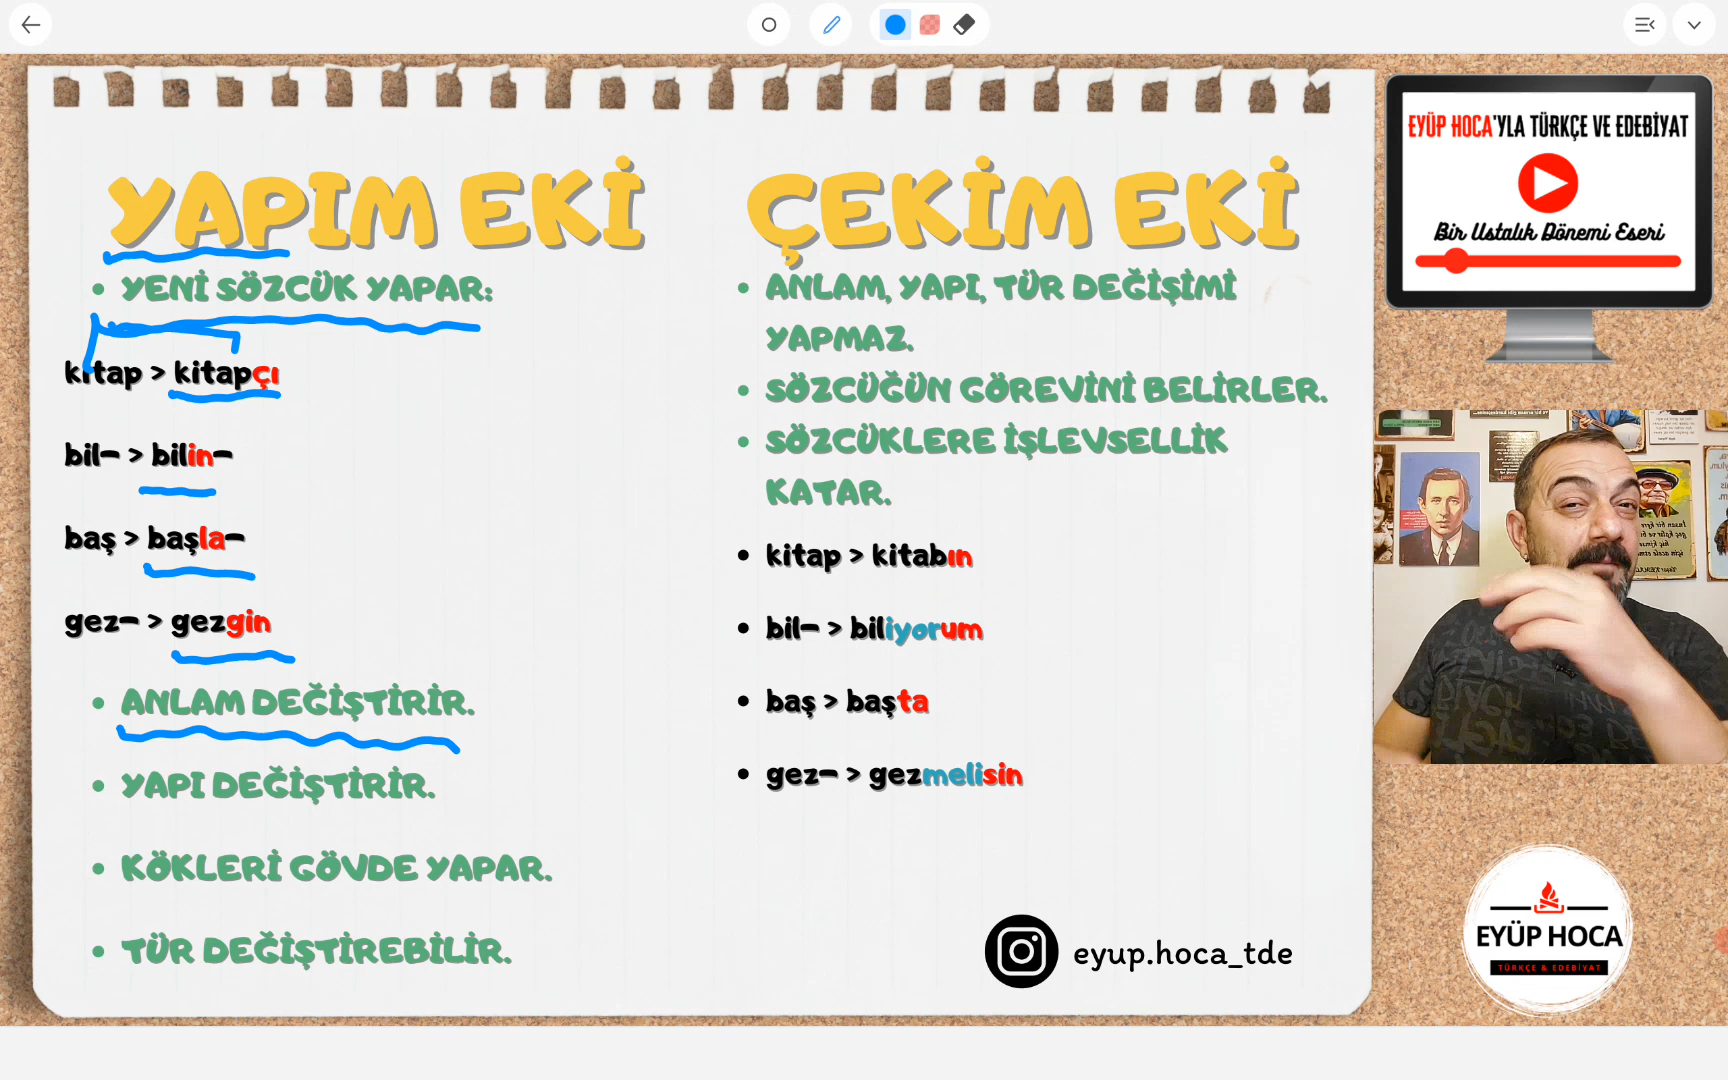 YAPIM EKİ
YENİ SÖZCÜK YAPAR:
kitap > kitapçı
bil- > bilin-
baş > başla-
gez- > gezgin
ANLAM DEĞİŞTİRİR.
YAPI DEĞİŞTİRİR.
KÖKLERİ GÖVDE YAPAR.
TÜR DEĞİŞTİREBİLİR.
ÇEKİM EKİ
ANLAM, YAPI, TÜR DEĞİŞİMİ
YAPMAZ.
SÖZCÜĞÜN GÖREVİNİ BELİRLER.
SÖZCÜKLERE İŞLEVSELLİK
KATAR.
kitap > kitabın
bil- > biliyorum
baş > başta
gez- > gezmelisin
eyup.hoca_tde
EYÜP HOCA'YLA TÜRKÇE VE EDEBİYAT
Bir Ustalık Dönemi Eseri
EYÜP HOCA
TÜRKÇE & EDEBİYAT